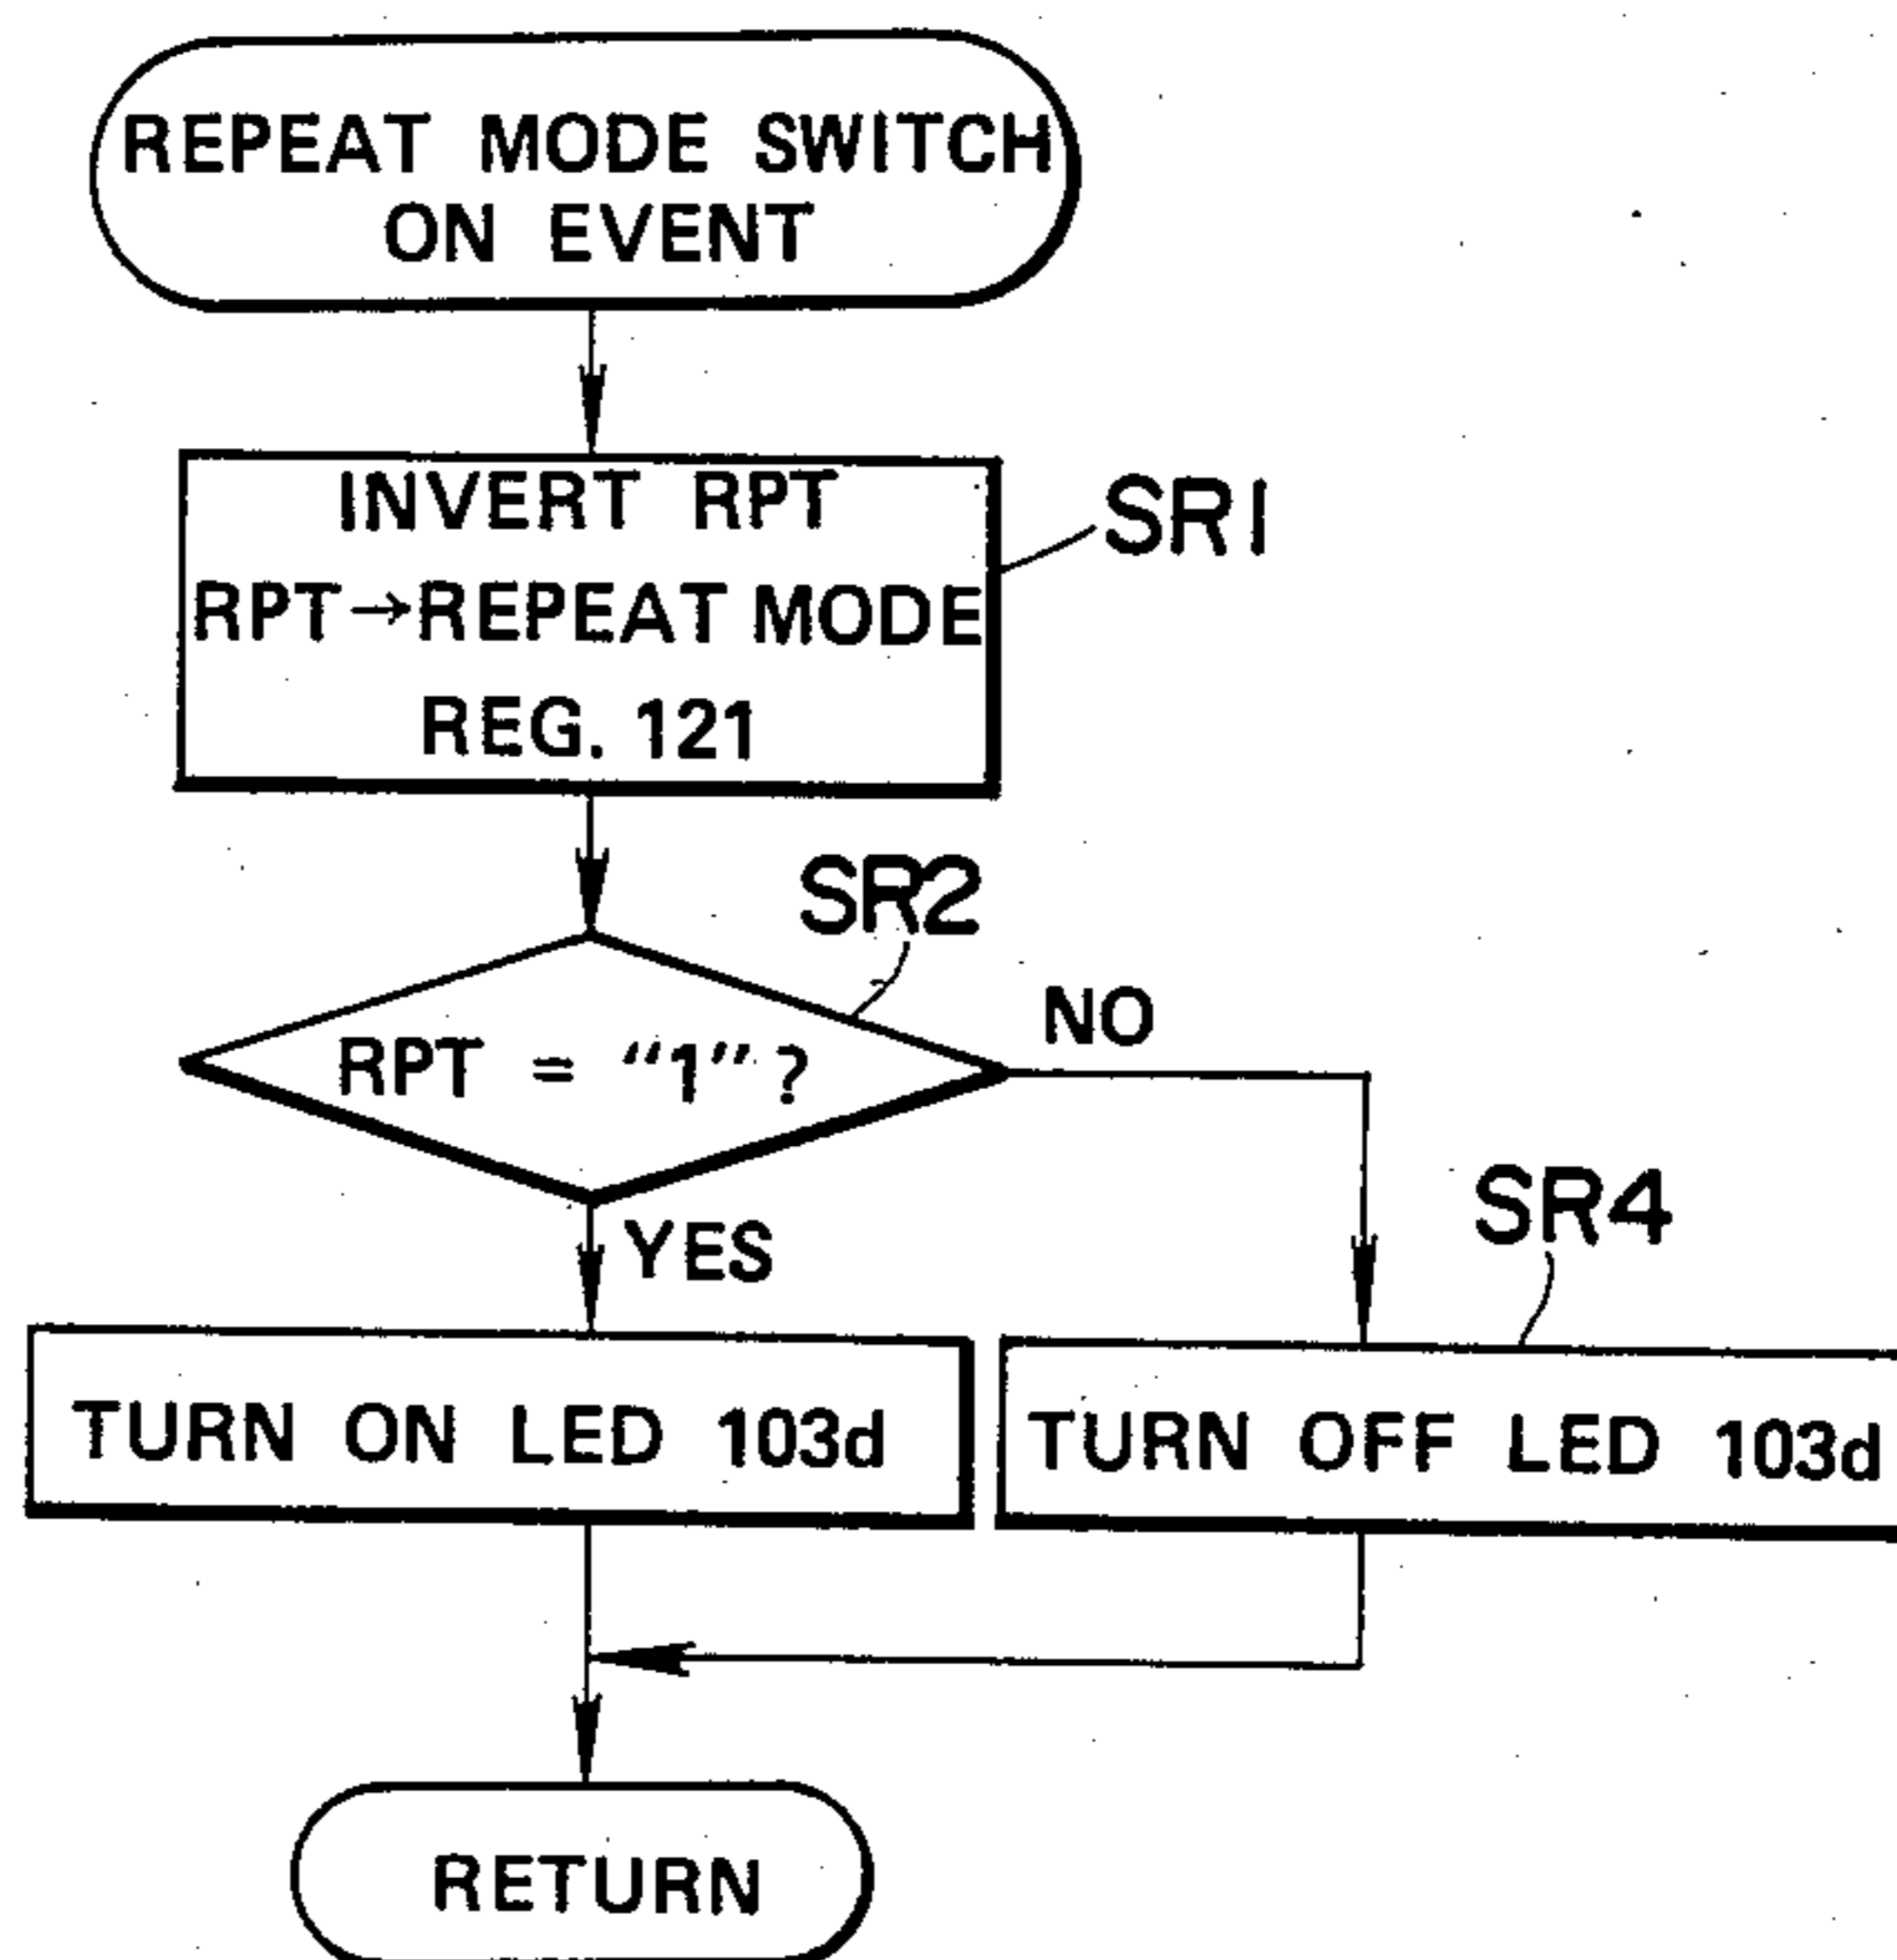 REPEAT MODE SWITCH
ON EVENT
INVERT RPT
RPT→REPEAT MODE
REG. 121
SR1
SR2
RPT = "1"?
NO
YES
SR4
TURN ON LED 103d
TURN OFF LED 103d
RETURN